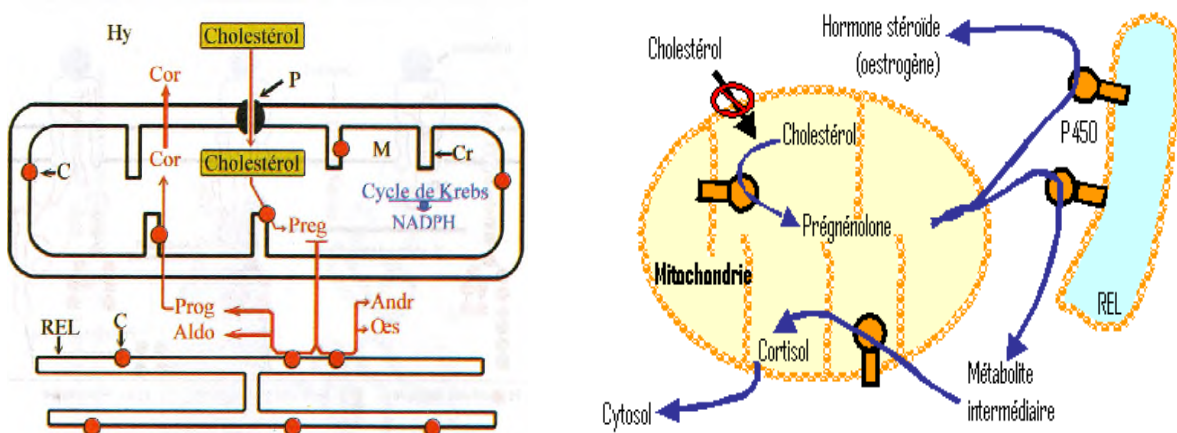 Hy
Cholestérol
P
Cor
Cor
Cholestérol
M
Cr
C
Cycle de Krebs
NADPH
Preg
Prog
Andr
Aldo
Oes
REL
C
Hormone stéroïde
(oestrogène)
Cholestérol
P450
Cholestérol
Prégnénolone
Mitochondrie
REL
Cortisol
Métabolite
intermédiaire
Cytosol